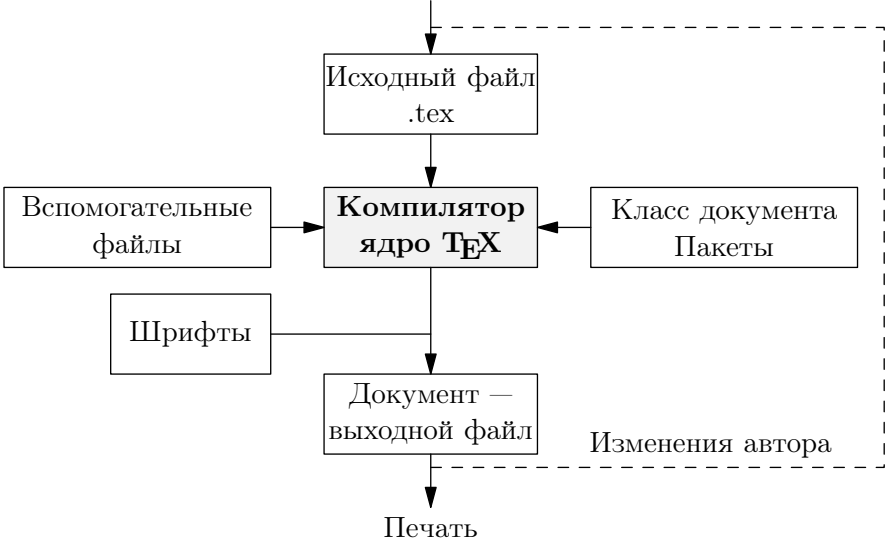 Исходный файл
.tex
Вспомогательные
файлы
Компилятор
ядро TEX
Класс документа
Пакеты
Шрифты
Документ —
выходной файл
Изменения автора
Печать